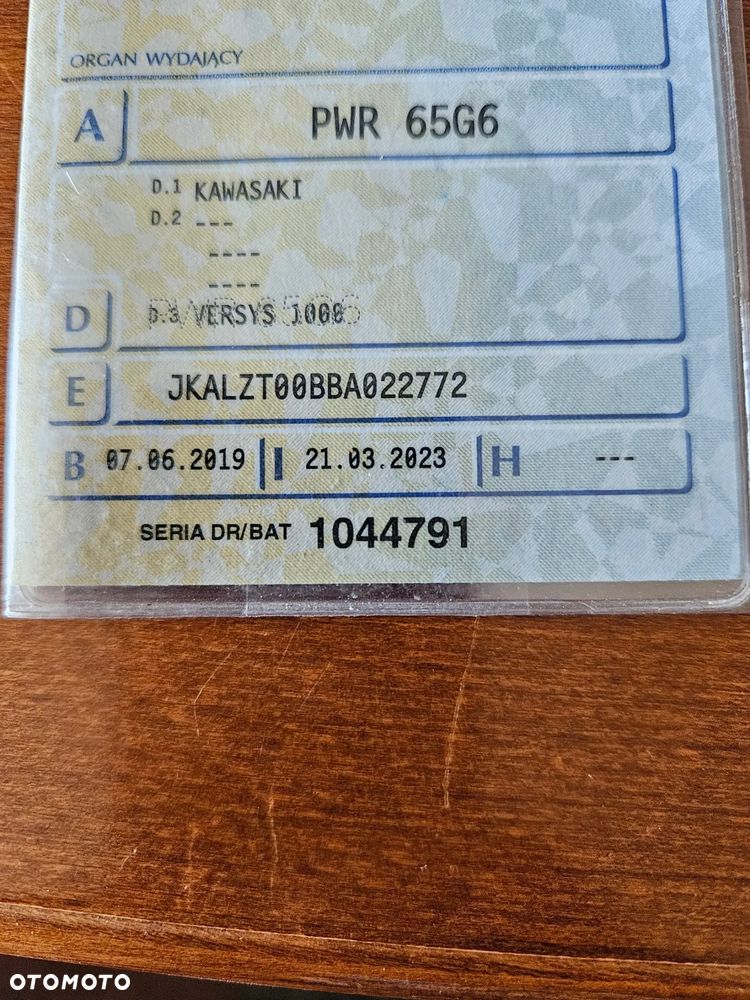 ORGAN WYDAJĄCY
A PWR 65G6
D.1 KAWASAKI
D.2 ---
----
----
D D.3 VERSYS 1000
E JKALZT00BBA022772
B 07.06.2019 I 21.03.2023 H ---
SERIA DR/BAT 1044791
OTOMOTO